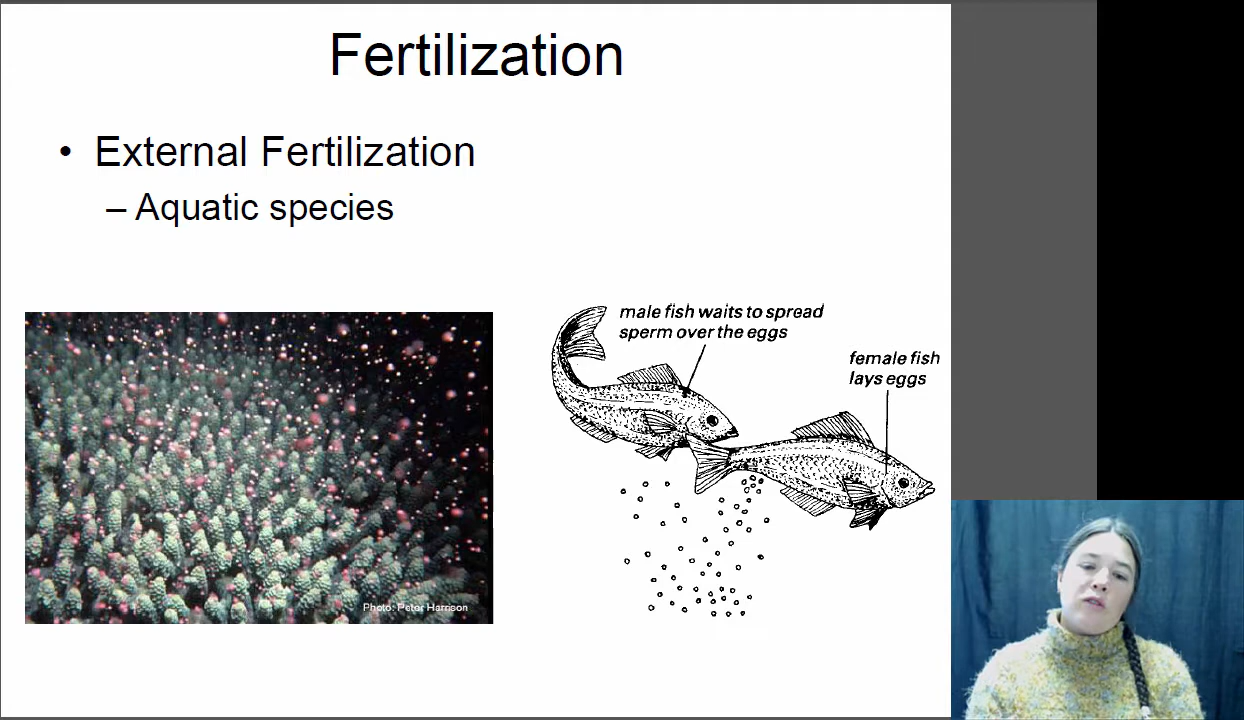 Fertilization
• External Fertilization
– Aquatic species
male fish waits to spread
sperm over the eggs
female fish
lays eggs
Photo: Peter Harrison